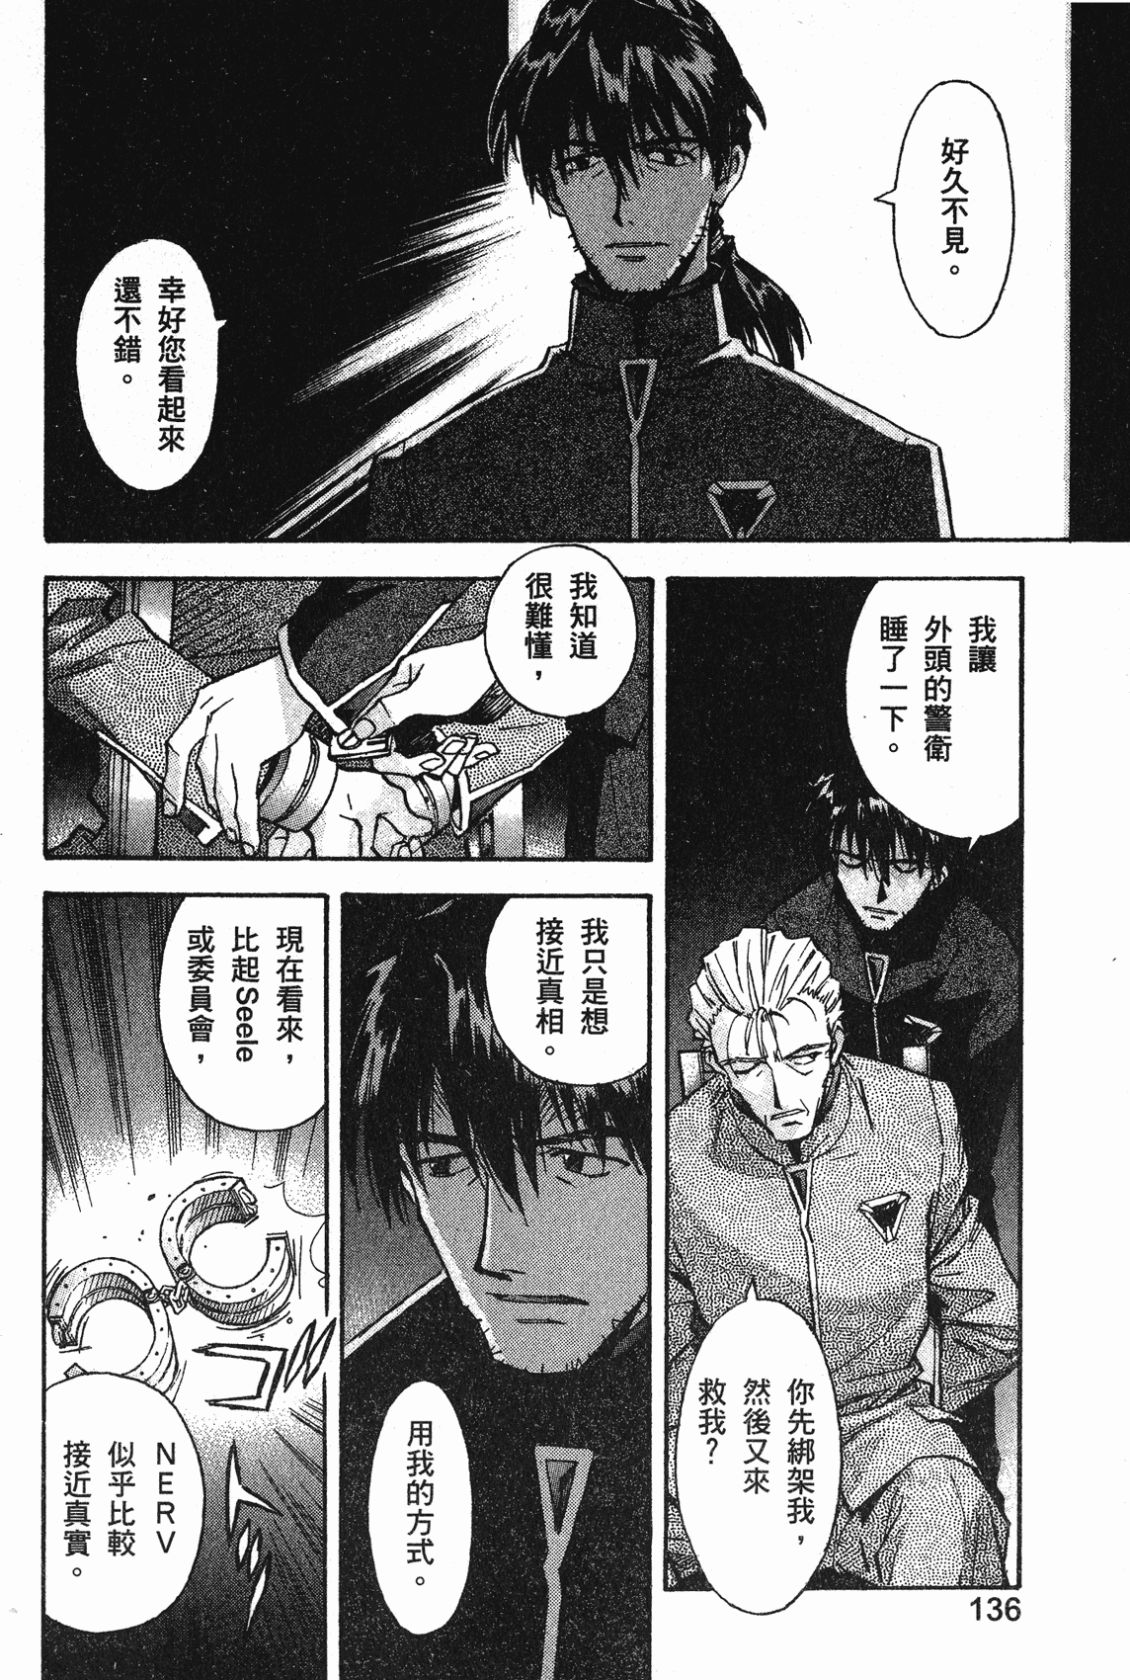 好久不見。
幸好您看起來
還不錯。
我讓
外頭的警衛
睡了一下。
你先綁架我，
然後又來
救我？
我知道
很難懂，
我只是想
接近真相。
用我的方式。
現在看來，
比起Seele
或委員會，
NERV
似乎比較
接近真實。
136